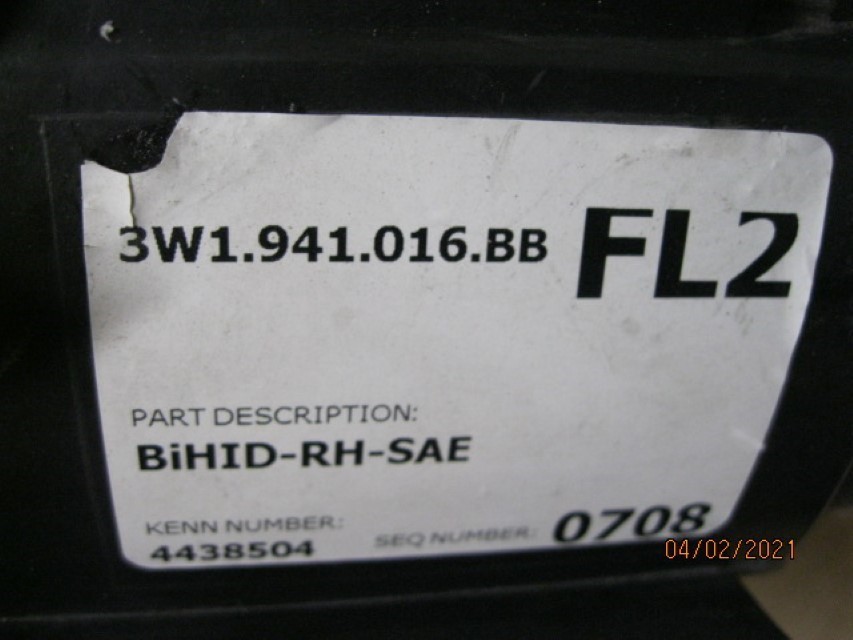 3W1.941.016.BB FL2
PART DESCRIPTION:
BiHID-RH-SAE
KENN NUMBER: SEQ NUMBER: 0708
4438504
04/02/2021